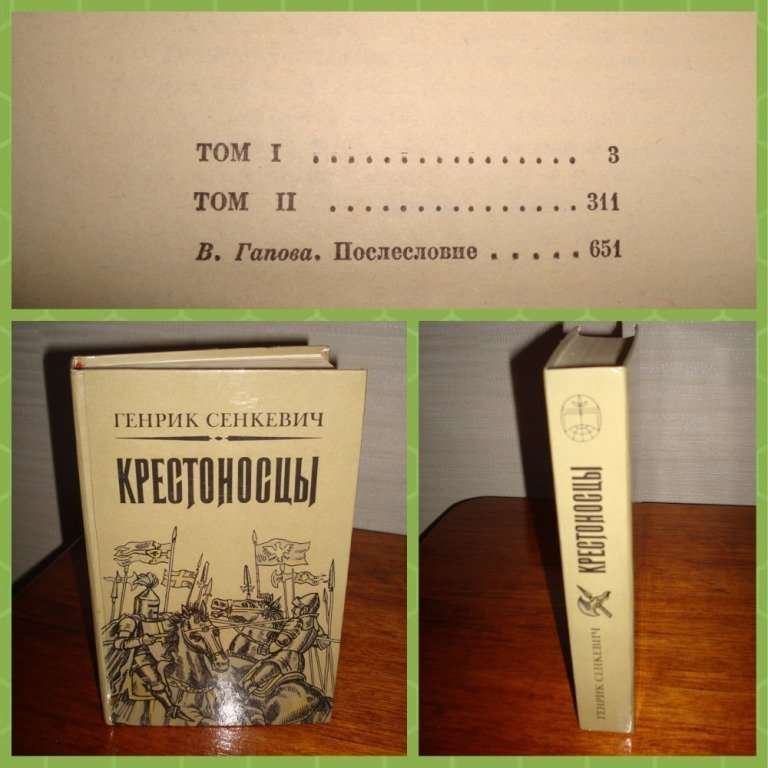 ТОМ I . . . . . . . . . . . . . . . . 3
ТОМ II . . . . . . . . . . . . . . . 311
В. Гапова. Послесловие . . . . . 651
ГЕНРИК СЕНКЕВИЧ
КРЕСТОНОСЦЫ
ГЕНРИК СЕНКЕВИЧ КРЕСТОНОСЦЫ